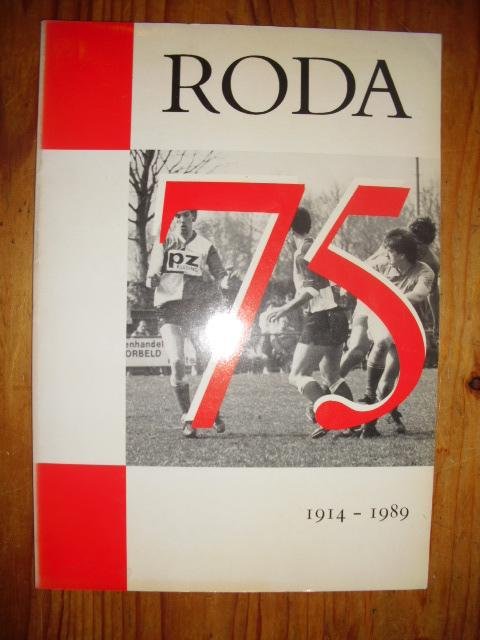 RODA
75
pz
enhandel
ORBELD
1914 - 1989